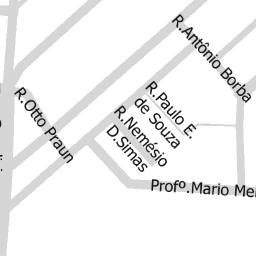 R.Antônio Borba
R.Otto Praun
R.Paulo E.
de Souza
R.Nemésio
D.Simas
Profº.Mario Me